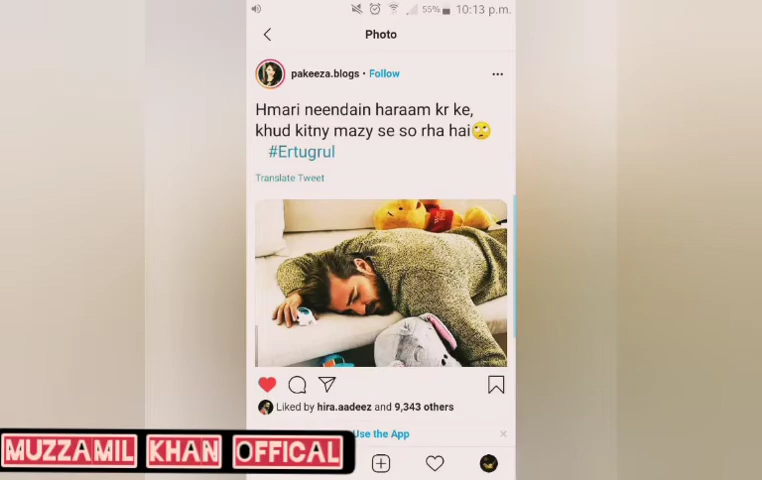 55% 10:13 p.m.
Photo
pakeeza.blogs • Follow
Hmari neendain haraam kr ke,
khud kitny mazy se so rha hai🙄
#Ertugrul
Translate Tweet
Liked by hira.aadeez and 9,343 others
Use the App
MUZZAMIL KHAN OFFICAL